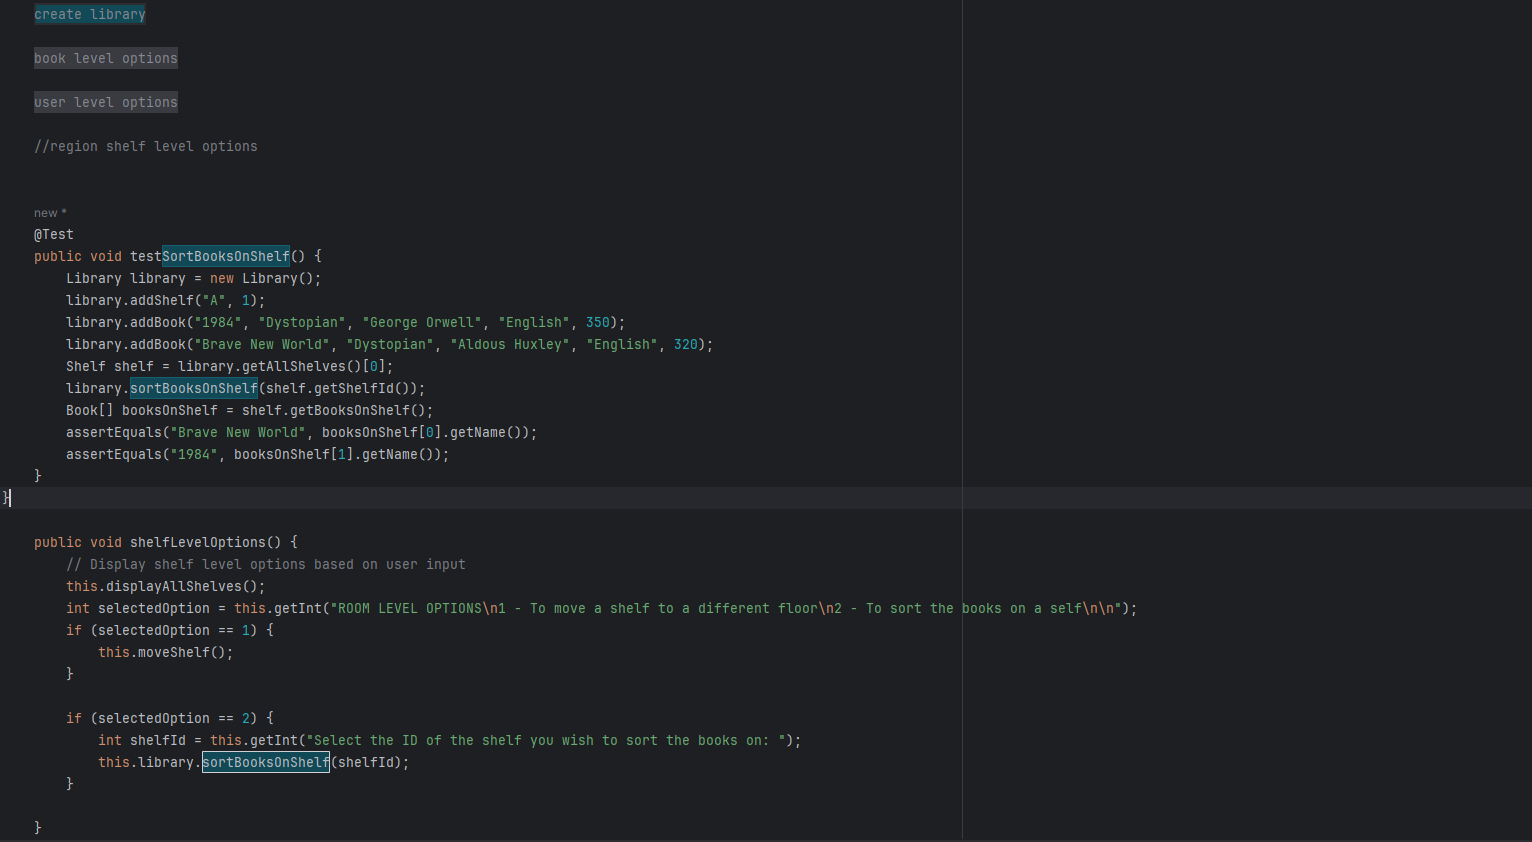 create library
book level options
user level options
//region shelf level options
new *
@Test
public void testSortBooksOnShelf() {
Library library = new Library();
library.addShelf("A", 1);
library.addBook("1984", "Dystopian", "George Orwell", "English", 350);
library.addBook("Brave New World", "Dystopian", "Aldous Huxley", "English", 320);
Shelf shelf = library.getAllShelves()[0];
library.sortBooksOnShelf(shelf.getShelfId());
Book[] booksOnShelf = shelf.getBooksOnShelf();
assertEquals("Brave New World", booksOnShelf[0].getName());
assertEquals("1984", booksOnShelf[1].getName());
}
}
public void shelfLevelOptions() {
// Display shelf level options based on user input
this.displayAllShelves();
int selectedOption = this.getInt("ROOM LEVEL OPTIONS\n1 - To move a shelf to a different floor\n2 - To sort the books on a self\n\n");
if (selectedOption == 1) {
this.moveShelf();
}
if (selectedOption == 2) {
int shelfId = this.getInt("Select the ID of the shelf you wish to sort the books on: ");
this.library.sortBooksOnShelf(shelfId);
}
}